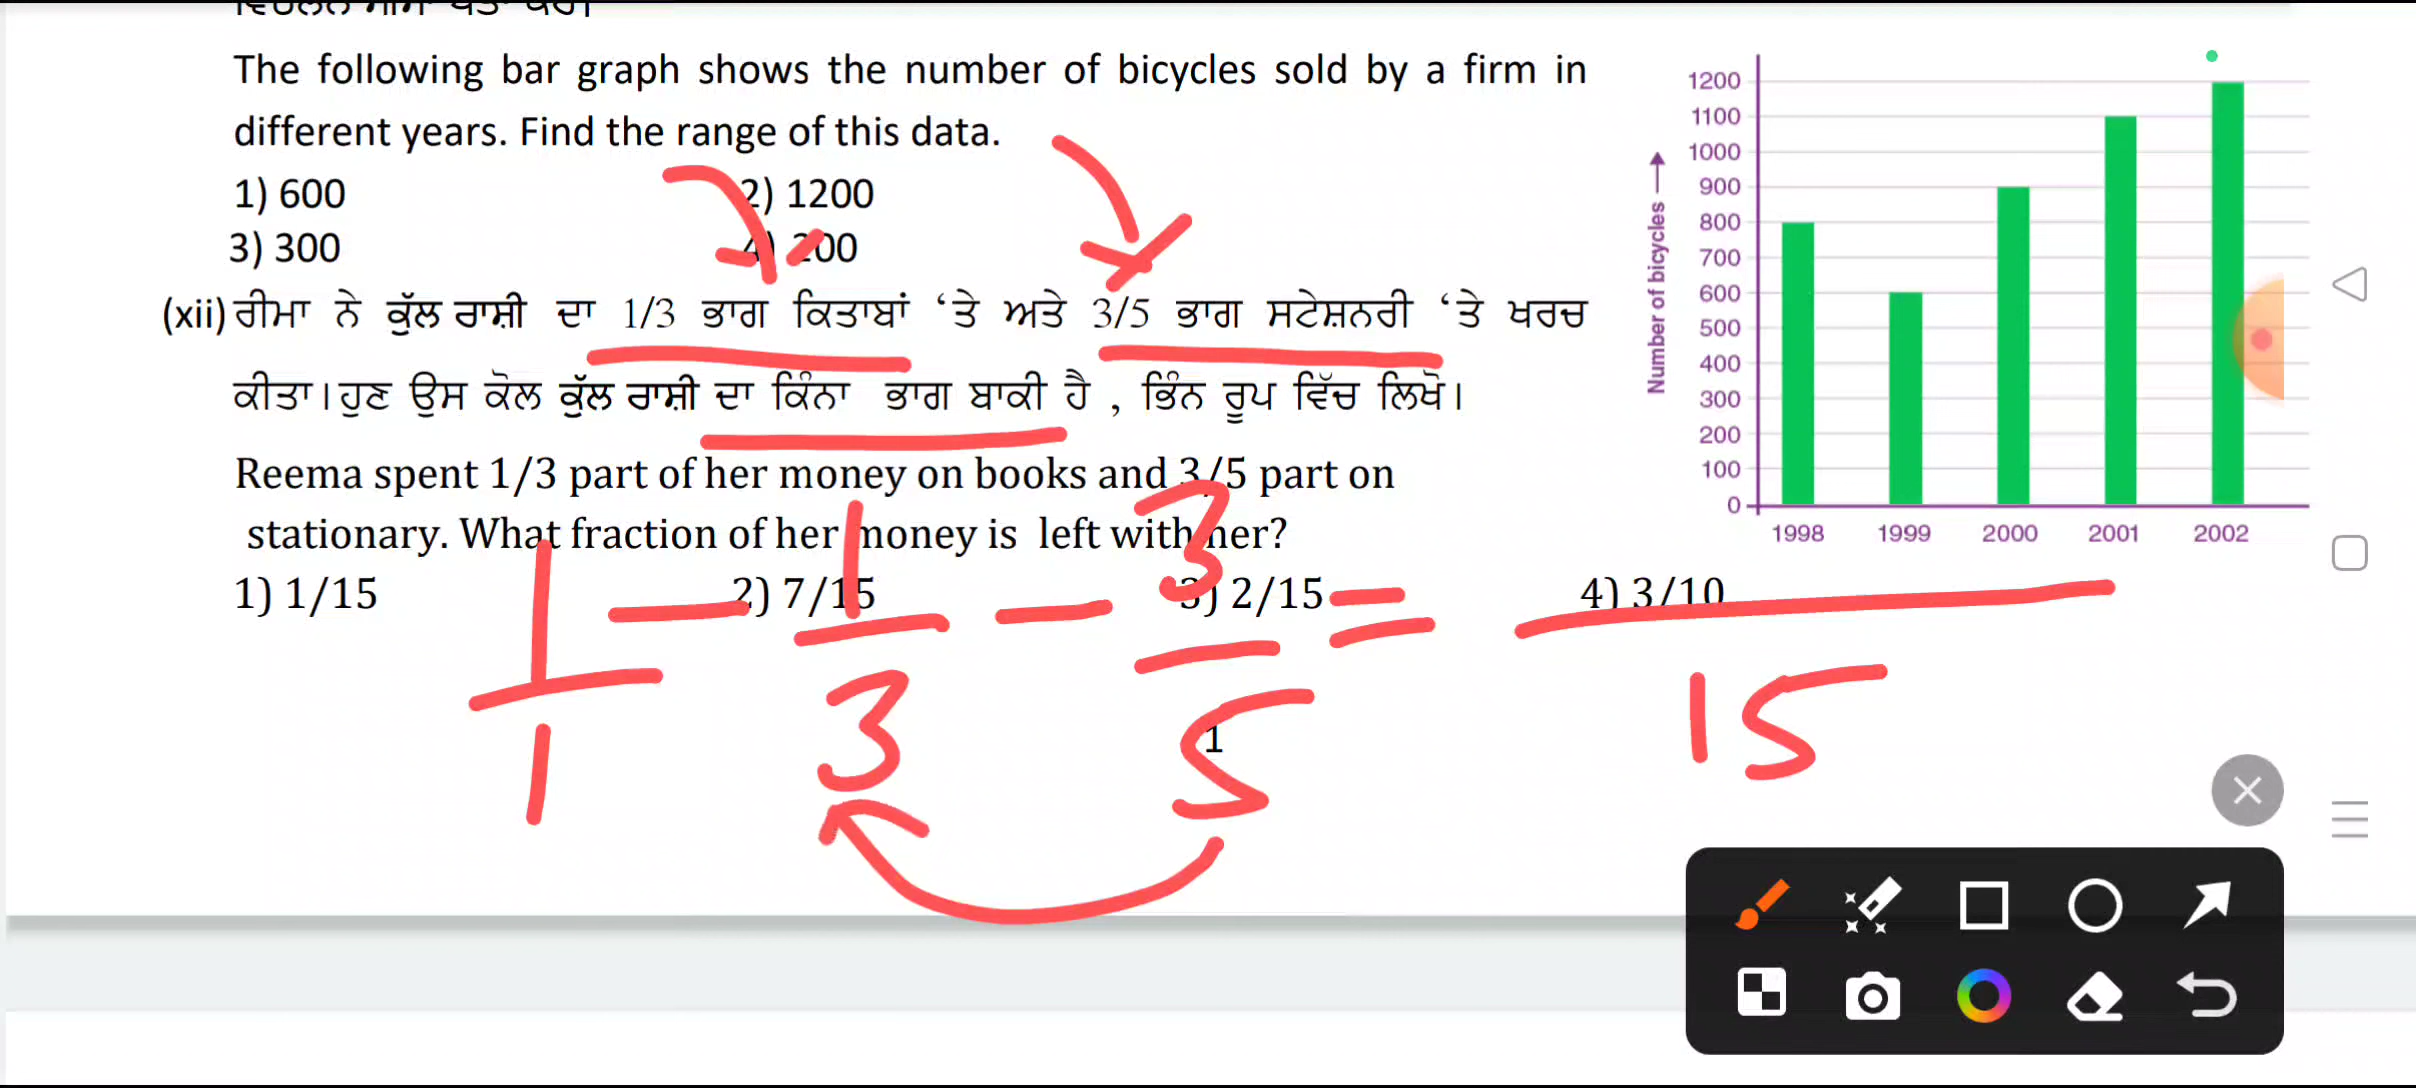 The following bar graph shows the number of bicycles sold by a firm in
different years. Find the range of this data.
1) 600 2) 1200
3) 300 4) 200
(xii) ਰੀਮਾ ਨੇ ਕੁੱਲ ਰਾਸ਼ੀ ਦਾ 1/3 ਭਾਗ ਕਿਤਾਬਾਂ ‘ਤੇ ਅਤੇ 3/5 ਭਾਗ ਸਟੇਸ਼ਨਰੀ ‘ਤੇ ਖਰਚ
ਕੀਤਾ। ਹੁਣ ਉਸ ਕੋਲ ਕੁੱਲ ਰਾਸ਼ੀ ਦਾ ਕਿੰਨਾ ਭਾਗ ਬਾਕੀ ਹੈ , ਭਿੰਨ ਰੂਪ ਵਿੱਚ ਲਿਖੋ।
Reema spent 1/3 part of her money on books and 3/5 part on
stationary. What fraction of her money is left with her?
1) 1/15 2) 7/15 3) 2/15 4) 3/10
1/1 – 1/3 – 3/5 = /15
1
Number of bicycles
1200
1100
1000
900
800
700
600
500
400
300
200
100
0
1998 1999 2000 2001 2002